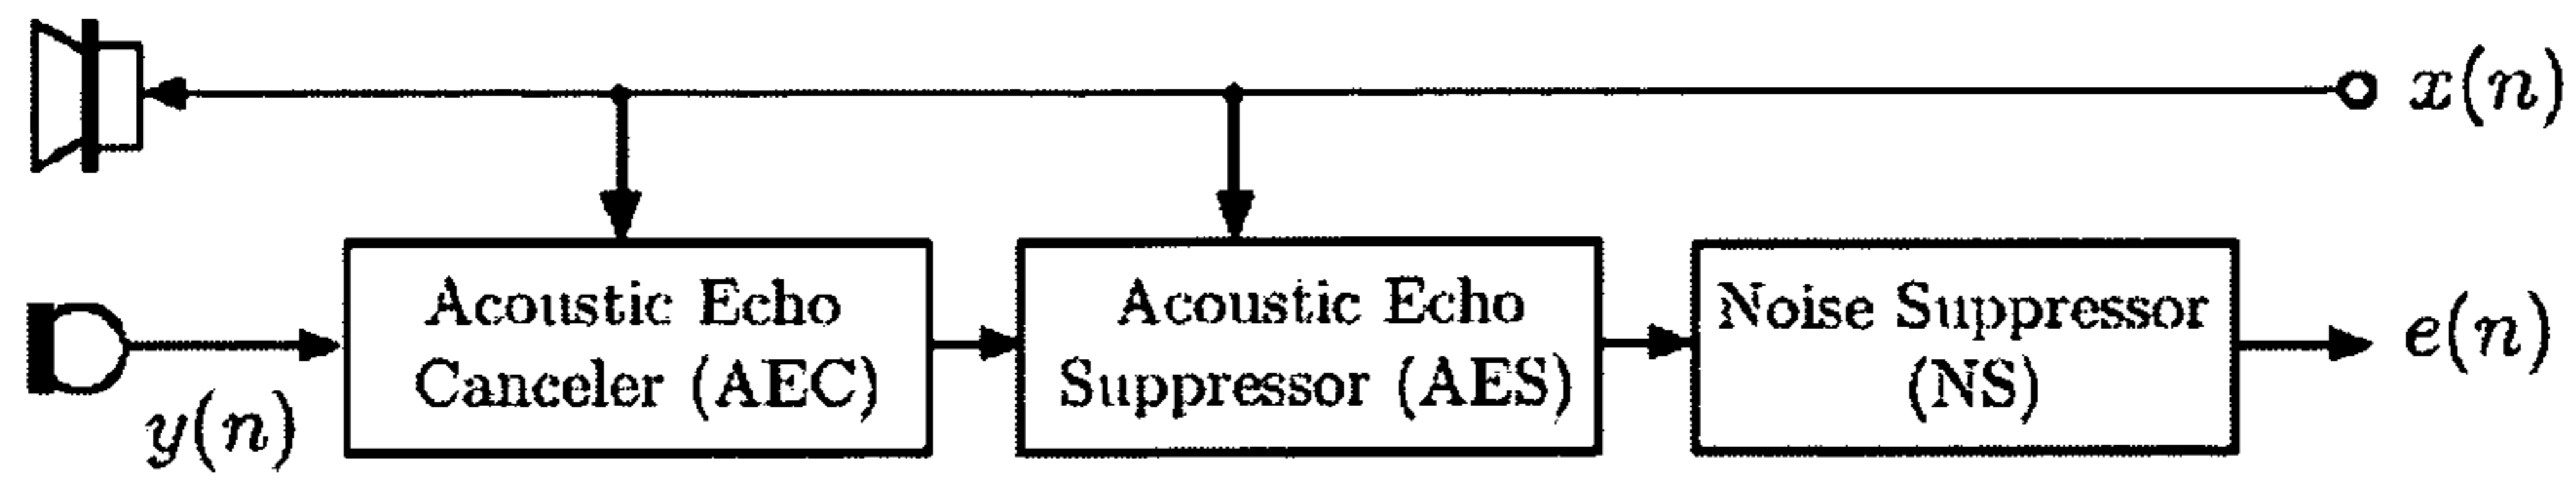 x(n)
Acoustic Echo
Canceler (AEC)
Acoustic Echo
Suppressor (AES)
Noise Suppressor
(NS)
e(n)
y(n)